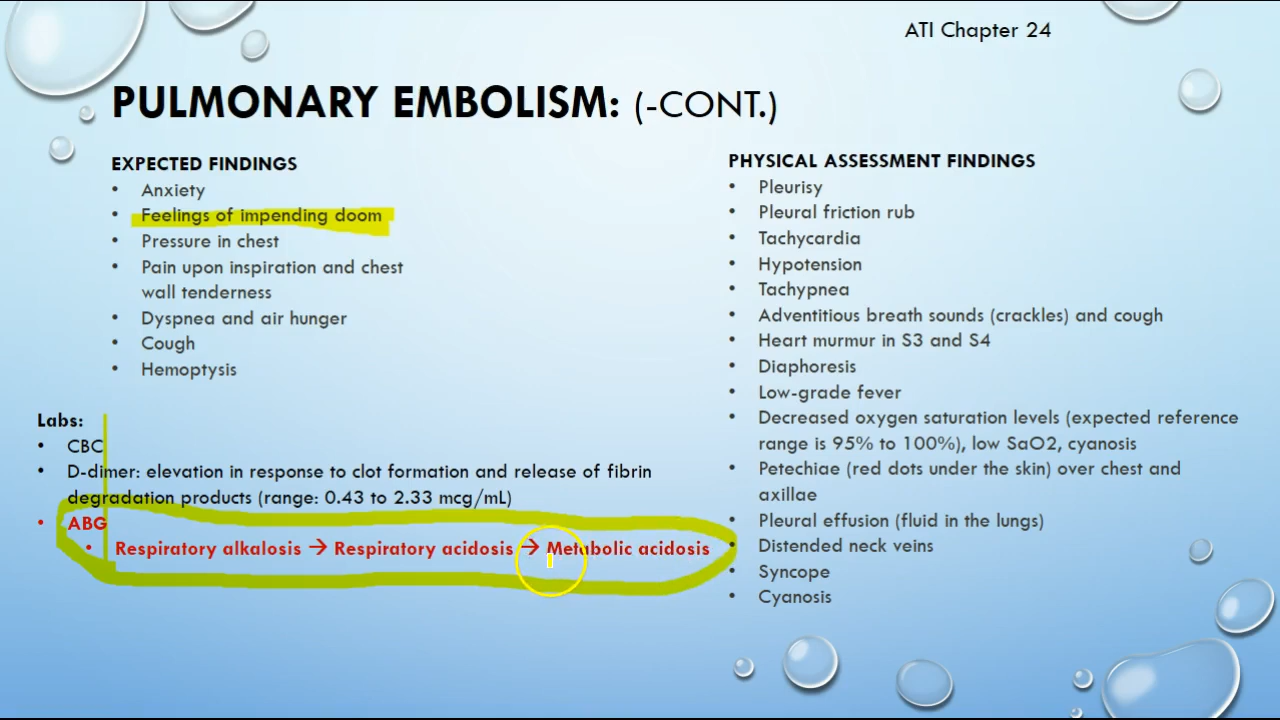 ATI Chapter 24
PULMONARY EMBOLISM: (-CONT.)
EXPECTED FINDINGS
• Anxiety
• Feelings of impending doom
• Pressure in chest
• Pain upon inspiration and chest
wall tenderness
• Dyspnea and air hunger
• Cough
• Hemoptysis
Labs:
• CBC
• D-dimer: elevation in response to clot formation and release of fibrin
degradation products (range: 0.43 to 2.33 mcg/mL)
• ABG
• Respiratory alkalosis → Respiratory acidosis → Metabolic acidosis
PHYSICAL ASSESSMENT FINDINGS
• Pleurisy
• Pleural friction rub
• Tachycardia
• Hypotension
• Tachypnea
• Adventitious breath sounds (crackles) and cough
• Heart murmur in S3 and S4
• Diaphoresis
• Low-grade fever
• Decreased oxygen saturation levels (expected reference
range is 95% to 100%), low SaO2, cyanosis
• Petechiae (red dots under the skin) over chest and
axillae
• Pleural effusion (fluid in the lungs)
• Distended neck veins
• Syncope
• Cyanosis